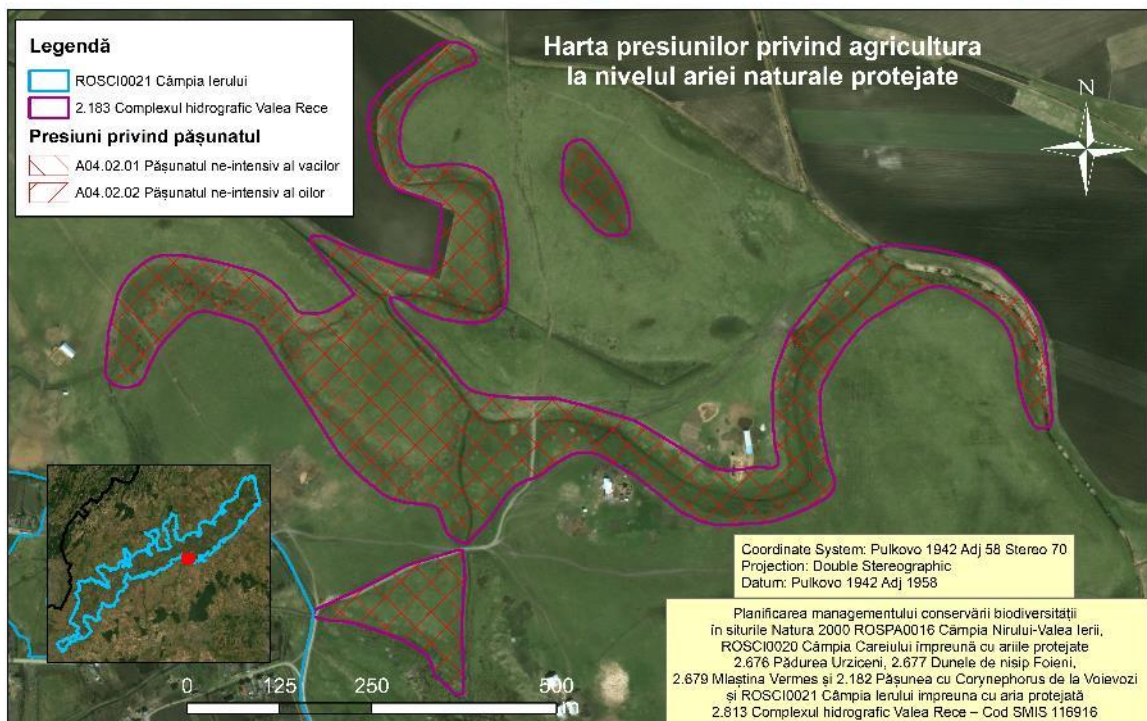 Legendă
ROSCI0021 Câmpia Ierului
2.183 Complexul hidrografic Valea Rece
Presiuni privind pășunatul
A04.02.01 Pășunatul ne-intensiv al vacilor
A04.02.02 Pășunatul ne-intensiv al oilor
Harta presiunilor privind agricultura
la nivelul ariei naturale protejate
N
Coordinate System: Pulkovo 1942 Adj 58 Stereo 70
Projection: Double Stereographic
Datum: Pulkovo 1942 Adj 1958
Planificarea managementului conservării biodiversității
în siturile Natura 2000 ROSPA0016 Câmpia Nirului-Valea Ierii,
ROSCI0020 Câmpia Careiului împreună cu ariile protejate
2.676 Pădurea Urziceni, 2.677 Dunele de nisip Foieni,
2.679 Mlaștina Vermes și 2.182 Pășunea cu Corynephorus de la Voievozi
și ROSCI0021 Câmpia Ierului impreuna cu aria protejată
2.813 Complexul hidrografic Valea Rece – Cod SMIS 116916
0 125 250 500